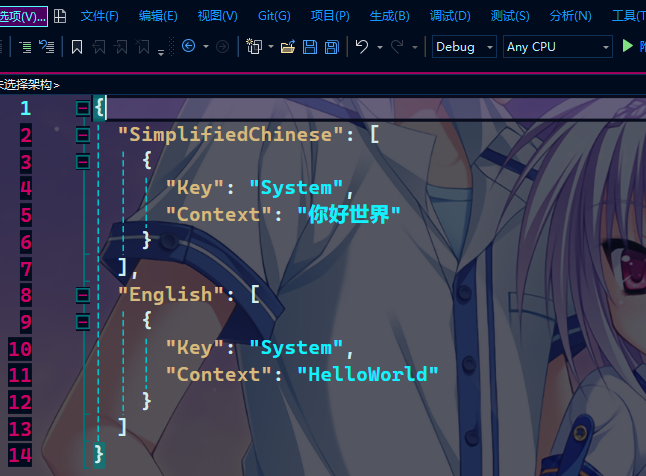 选项(V)... 文件(F) 编辑(E) 视图(V) Git(G) 项目(P) 生成(B) 调试(D) 测试(S) 分析(N) 工具(T
Debug Any CPU
未选择架构>
1 {
2 "SimplifiedChinese": [
3 {
4 "Key": "System",
5 "Context": "你好世界"
6 }
7 ],
8 "English": [
9 {
10 "Key": "System",
11 "Context": "HelloWorld"
12 }
13 ]
14 }